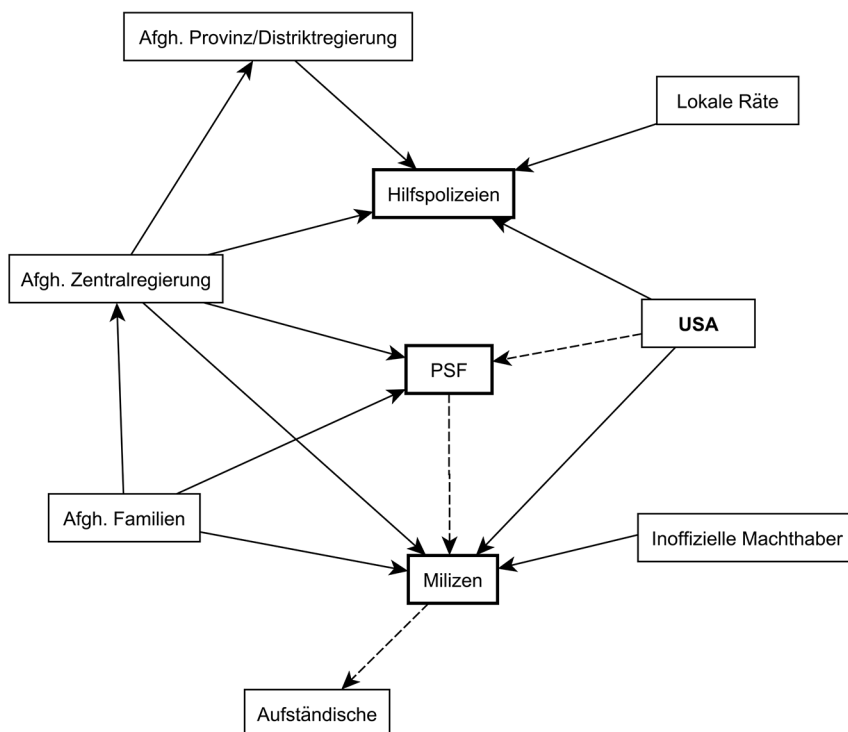 Afgh. Provinz/Distriktregierung
Lokale Räte
Hilfspolizeien
Afgh. Zentralregierung
USA
PSF
Afgh. Familien
Inoffizielle Machthaber
Milizen
Aufständische